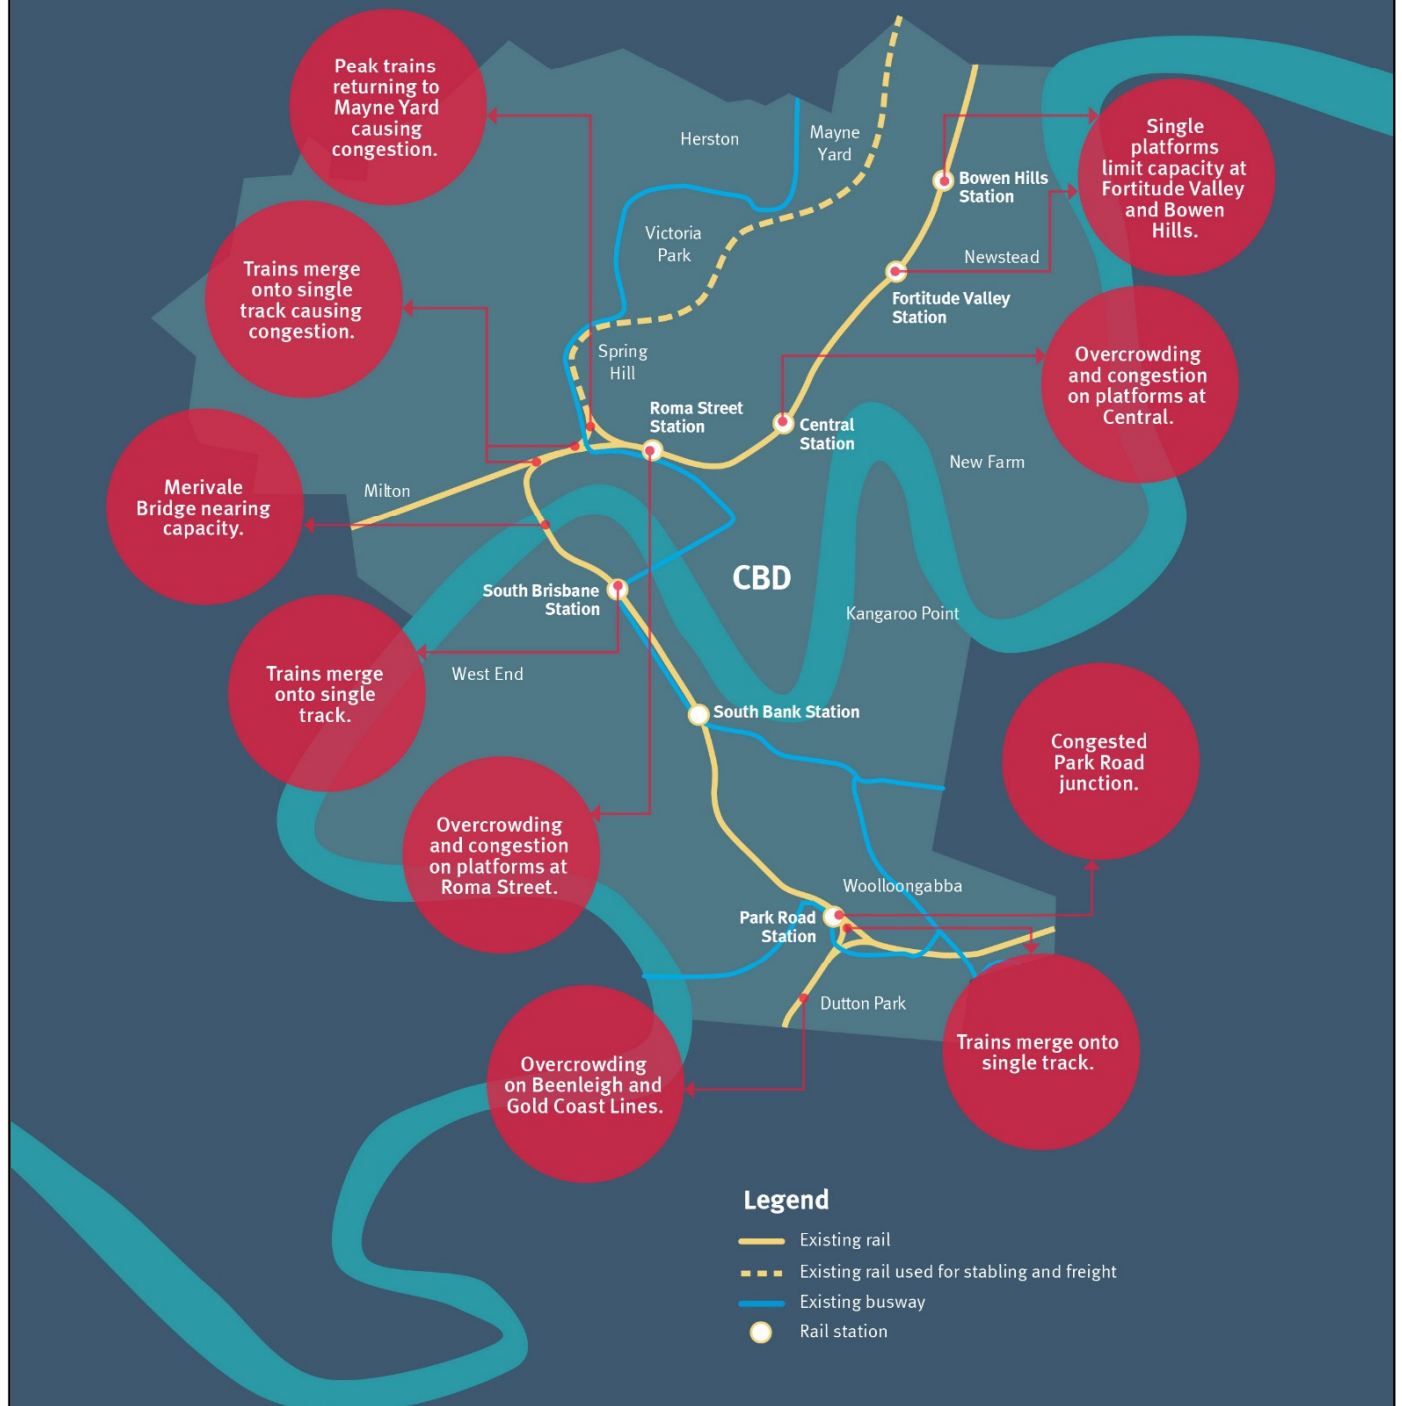 Peak trains
returning to
Mayne Yard
causing
congestion.
Herston
Mayne
Yard
Single
platforms
limit capacity at
Fortitude Valley
and Bowen
Hills.
Bowen Hills
Station
Victoria
Park
Newstead
Trains merge
onto single
track causing
congestion.
Fortitude Valley
Station
Spring
Hill
Overcrowding
and congestion
on platforms at
Central.
Roma Street
Station
Central
Station
New Farm
Milton
Merivale
Bridge nearing
capacity.
CBD
South Brisbane
Station
Kangaroo Point
West End
Trains merge
onto single
track.
South Bank Station
Congested
Park Road
junction.
Overcrowding
and congestion
on platforms at
Roma Street.
Woolloongabba
Park Road
Station
Dutton Park
Trains merge onto
single track.
Overcrowding
on Beenleigh and
Gold Coast Lines.
Legend
Existing rail
Existing rail used for stabling and freight
Existing busway
Rail station